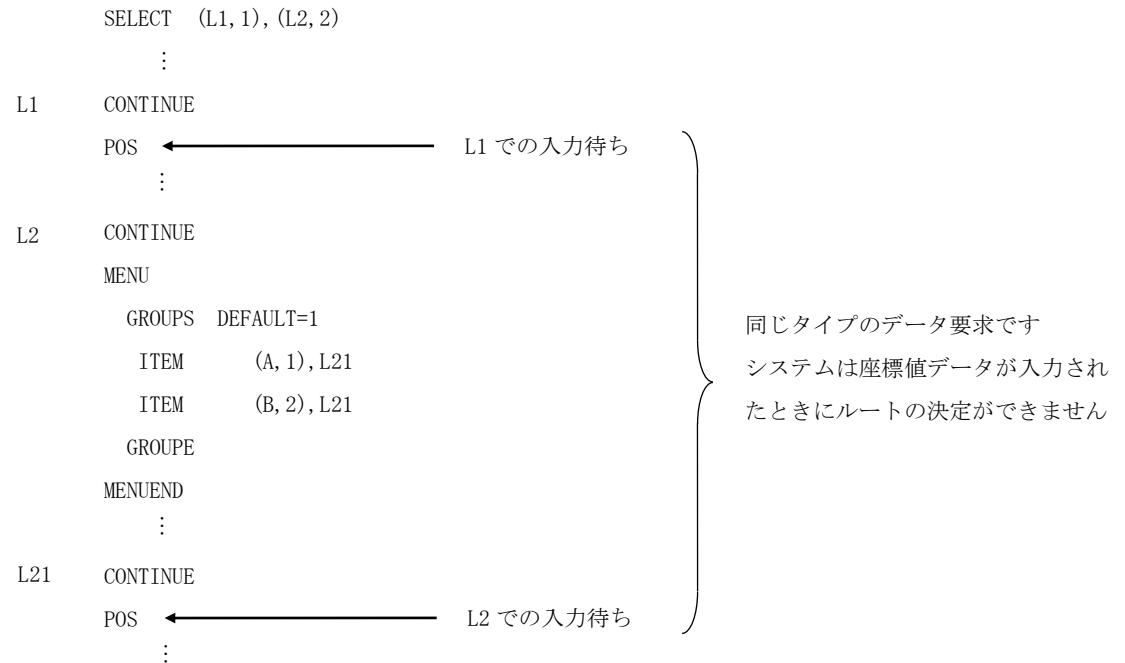 SELECT (L1,1),(L2,2)
⋮
L1 CONTINUE
POS L1 での入力待ち
⋮
L2 CONTINUE
MENU
GROUPS DEFAULT=1
ITEM (A,1),L21
ITEM (B,2),L21
GROUPE
MENUEND
⋮
L21 CONTINUE
POS L2 での入力待ち
⋮
同じタイプのデータ要求です
システムは座標値データが入力され
たときにルートの決定ができません